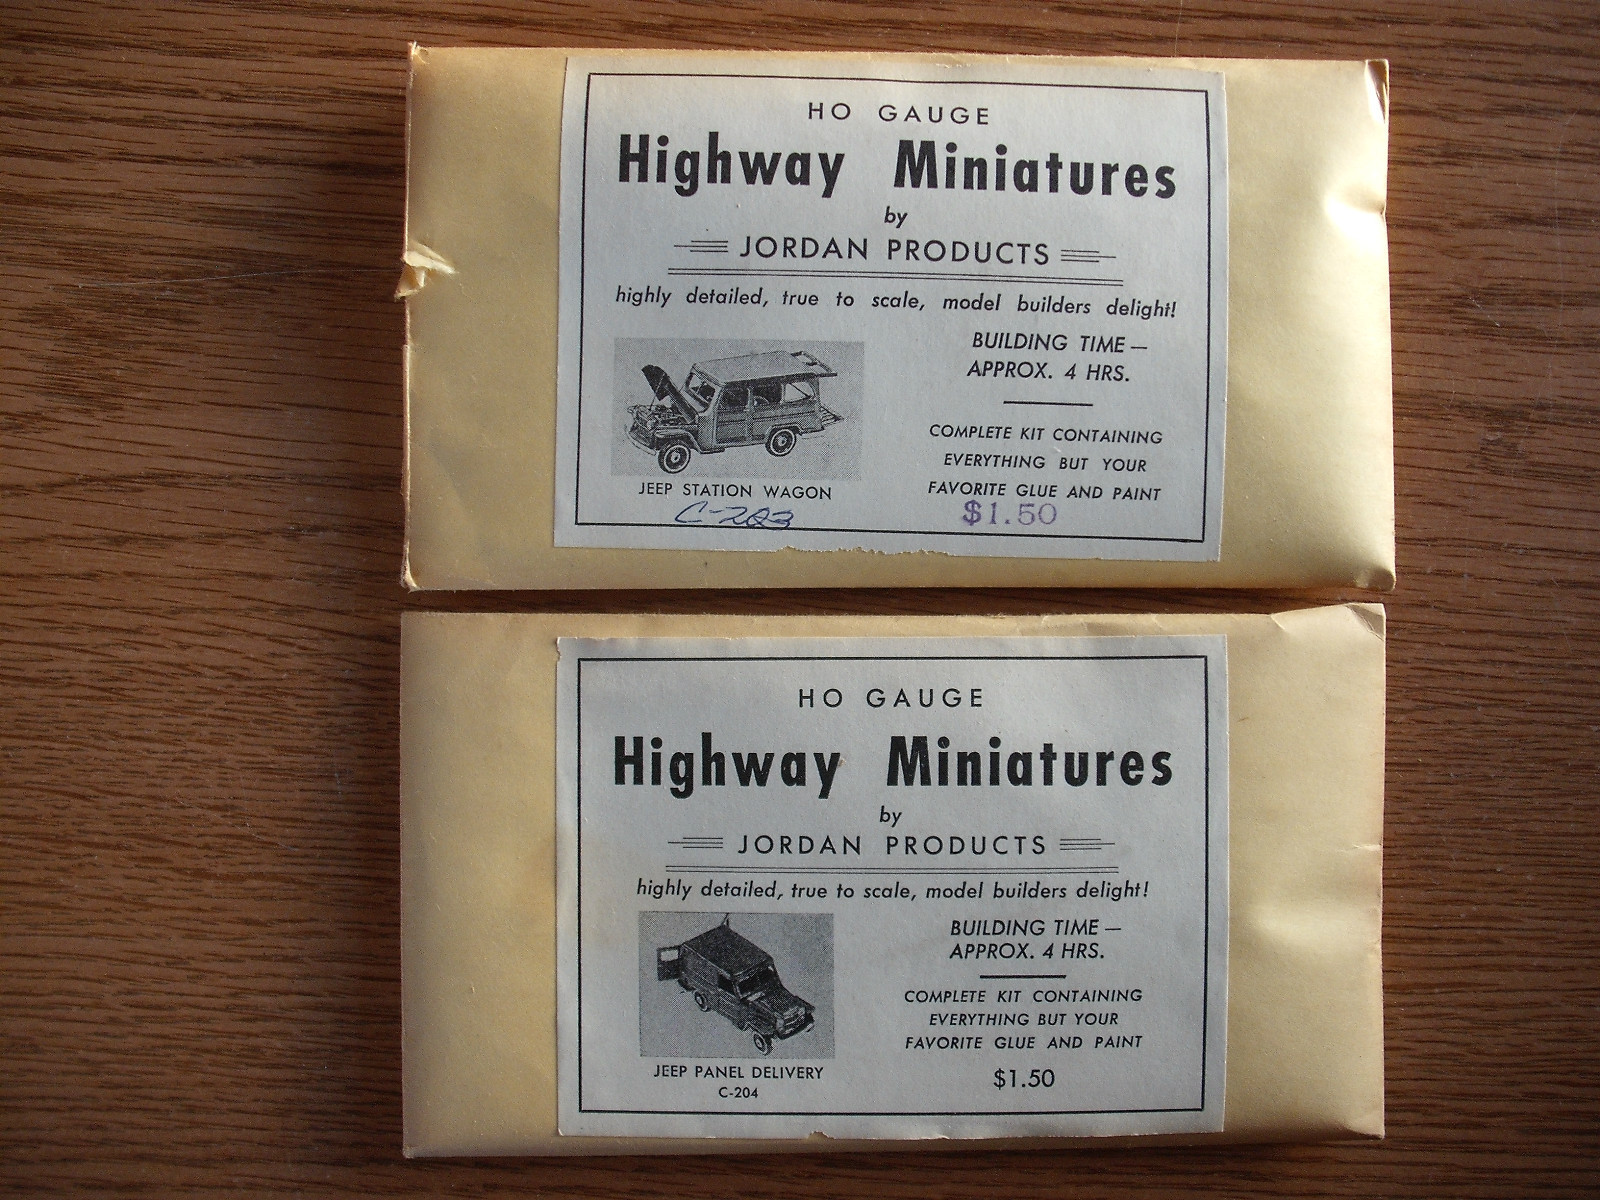 HO GAUGE
Highway Miniatures
by
JORDAN PRODUCTS
highly detailed, true to scale, model builders delight!
BUILDING TIME —
APPROX. 4 HRS.
COMPLETE KIT CONTAINING
EVERYTHING BUT YOUR
FAVORITE GLUE AND PAINT
$1.50
JEEP STATION WAGON
C-203
HO GAUGE
Highway Miniatures
by
JORDAN PRODUCTS
highly detailed, true to scale, model builders delight!
BUILDING TIME —
APPROX. 4 HRS.
COMPLETE KIT CONTAINING
EVERYTHING BUT YOUR
FAVORITE GLUE AND PAINT
$1.50
JEEP PANEL DELIVERY
C-204